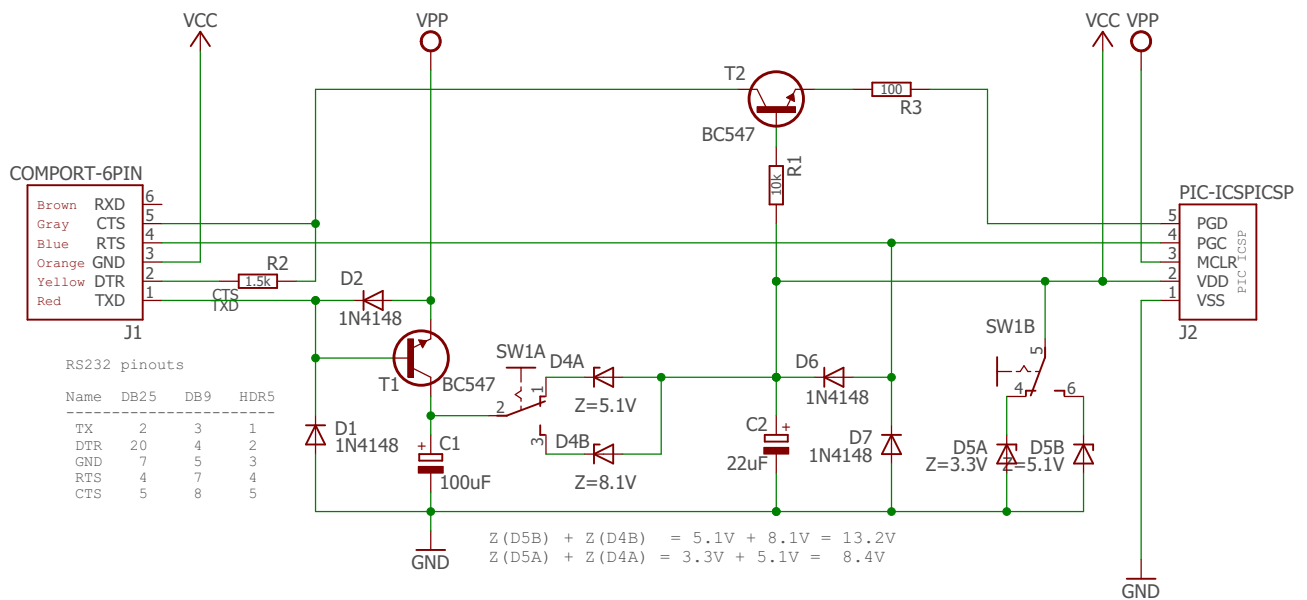 VCC
VPP
VCC
VPP
T2
BC547
100
R3
R1
10k
COMPORT-6PIN
Brown RXD 6
Gray CTS 5
Blue RTS 4
Orange GND 3
Yellow DTR 2
Red TXD 1
J1
R2
1.5k
CTS
TXD
D2
1N4148
T1
BC547
SW1A
2
1
3
D4A
Z=5.1V
D4B
Z=8.1V
D1
1N4148
C1
+
100uF
D6
1N4148
C2
+
22uF
D7
1N4148
SW1B
5
4
6
D5A
Z=3.3V
D5B
Z=5.1V
PIC-ICSPICSP
5 PGD
4 PGC
3 MCLR
2 VDD
1 VSS
PIC ICSP
J2
RS232 pinouts
Name DB25 DB9 HDR5
--------------------------
TX 2 3 1
DTR 20 4 2
GND 7 5 3
RTS 4 7 4
CTS 5 8 5
GND
Z(D5B) + Z(D4B) = 5.1V + 8.1V = 13.2V
Z(D5A) + Z(D4A) = 3.3V + 5.1V = 8.4V
GND